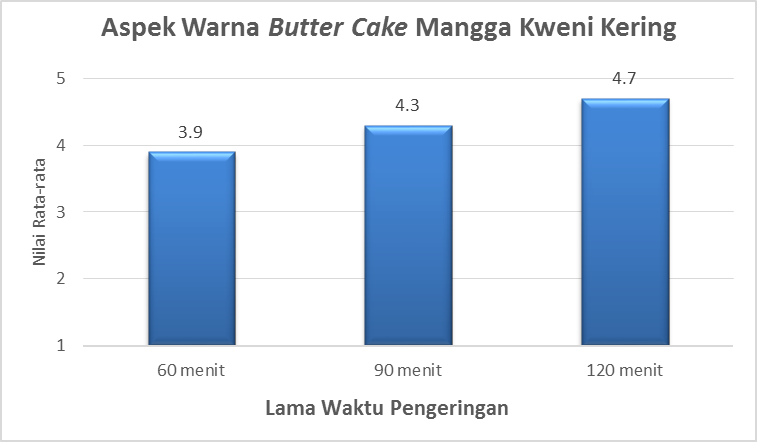 Aspek Warna Butter Cake Mangga Kweni Kering
5
4
3
2
1
Nilai Rata-rata
3.9
4.3
4.7
60 menit
90 menit
120 menit
Lama Waktu Pengeringan